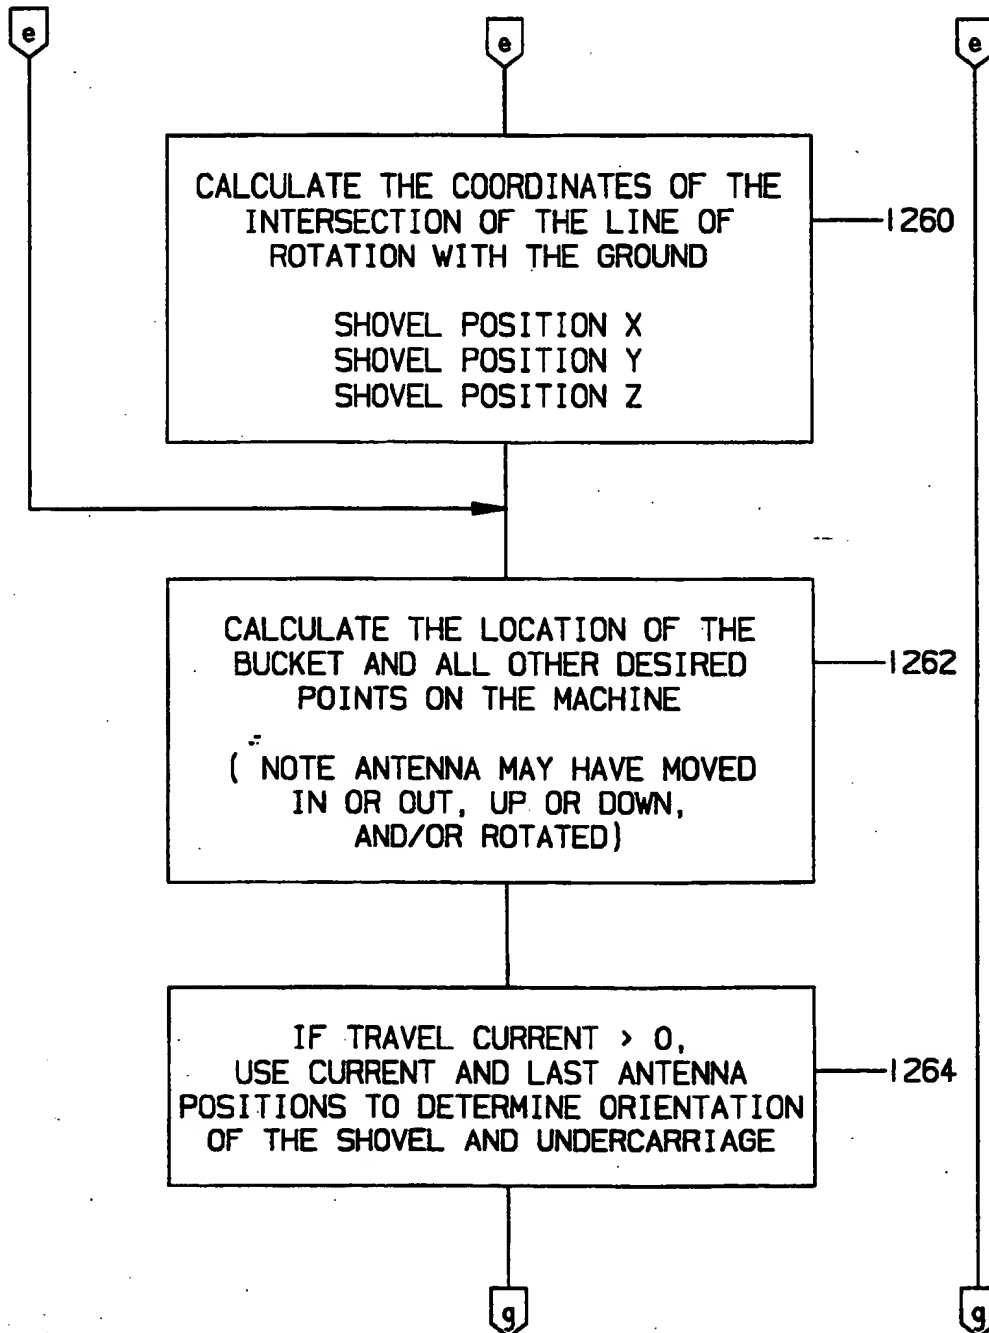 e
e
e
CALCULATE THE COORDINATES OF THE
INTERSECTION OF THE LINE OF
ROTATION WITH THE GROUND
SHOVEL POSITION X
SHOVEL POSITION Y
SHOVEL POSITION Z
1260
CALCULATE THE LOCATION OF THE
BUCKET AND ALL OTHER DESIRED
POINTS ON THE MACHINE
( NOTE ANTENNA MAY HAVE MOVED
IN OR OUT, UP OR DOWN,
AND/OR ROTATED)
1262
IF TRAVEL CURRENT > 0,
USE CURRENT AND LAST ANTENNA
POSITIONS TO DETERMINE ORIENTATION
OF THE SHOVEL AND UNDERCARRIAGE
1264
g
g